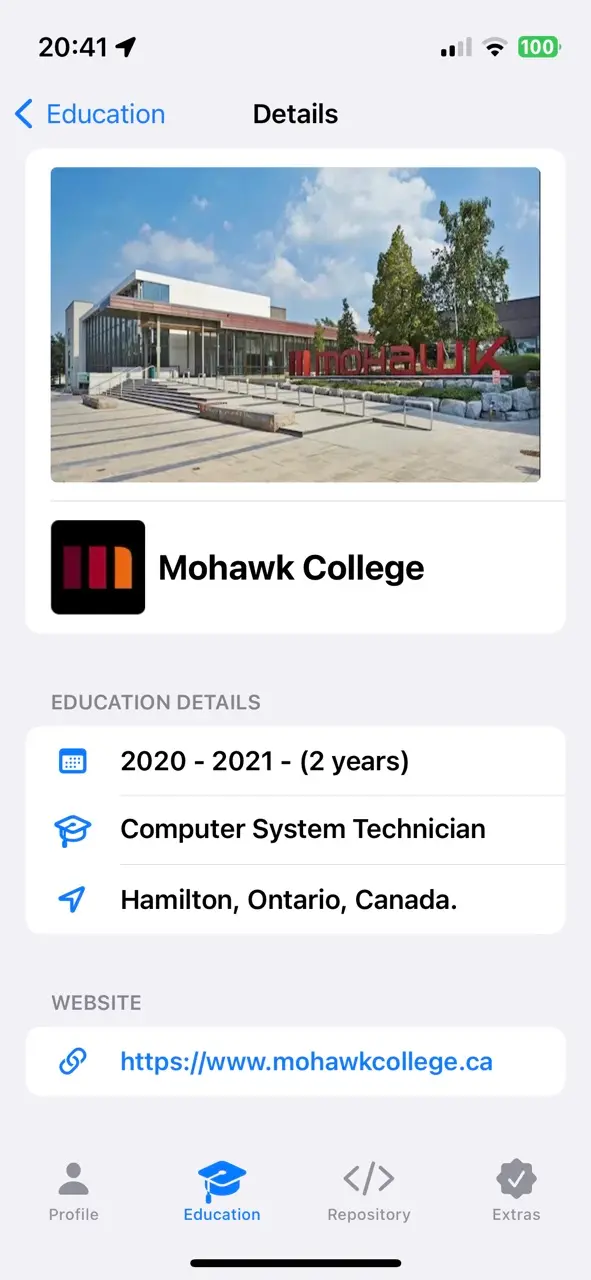 20:41
100
Education
Details
mohawk
Mohawk College
EDUCATION DETAILS
2020 - 2021 - (2 years)
Computer System Technician
Hamilton, Ontario, Canada.
WEBSITE
https://www.mohawkcollege.ca
Profile
Education
Repository
Extras